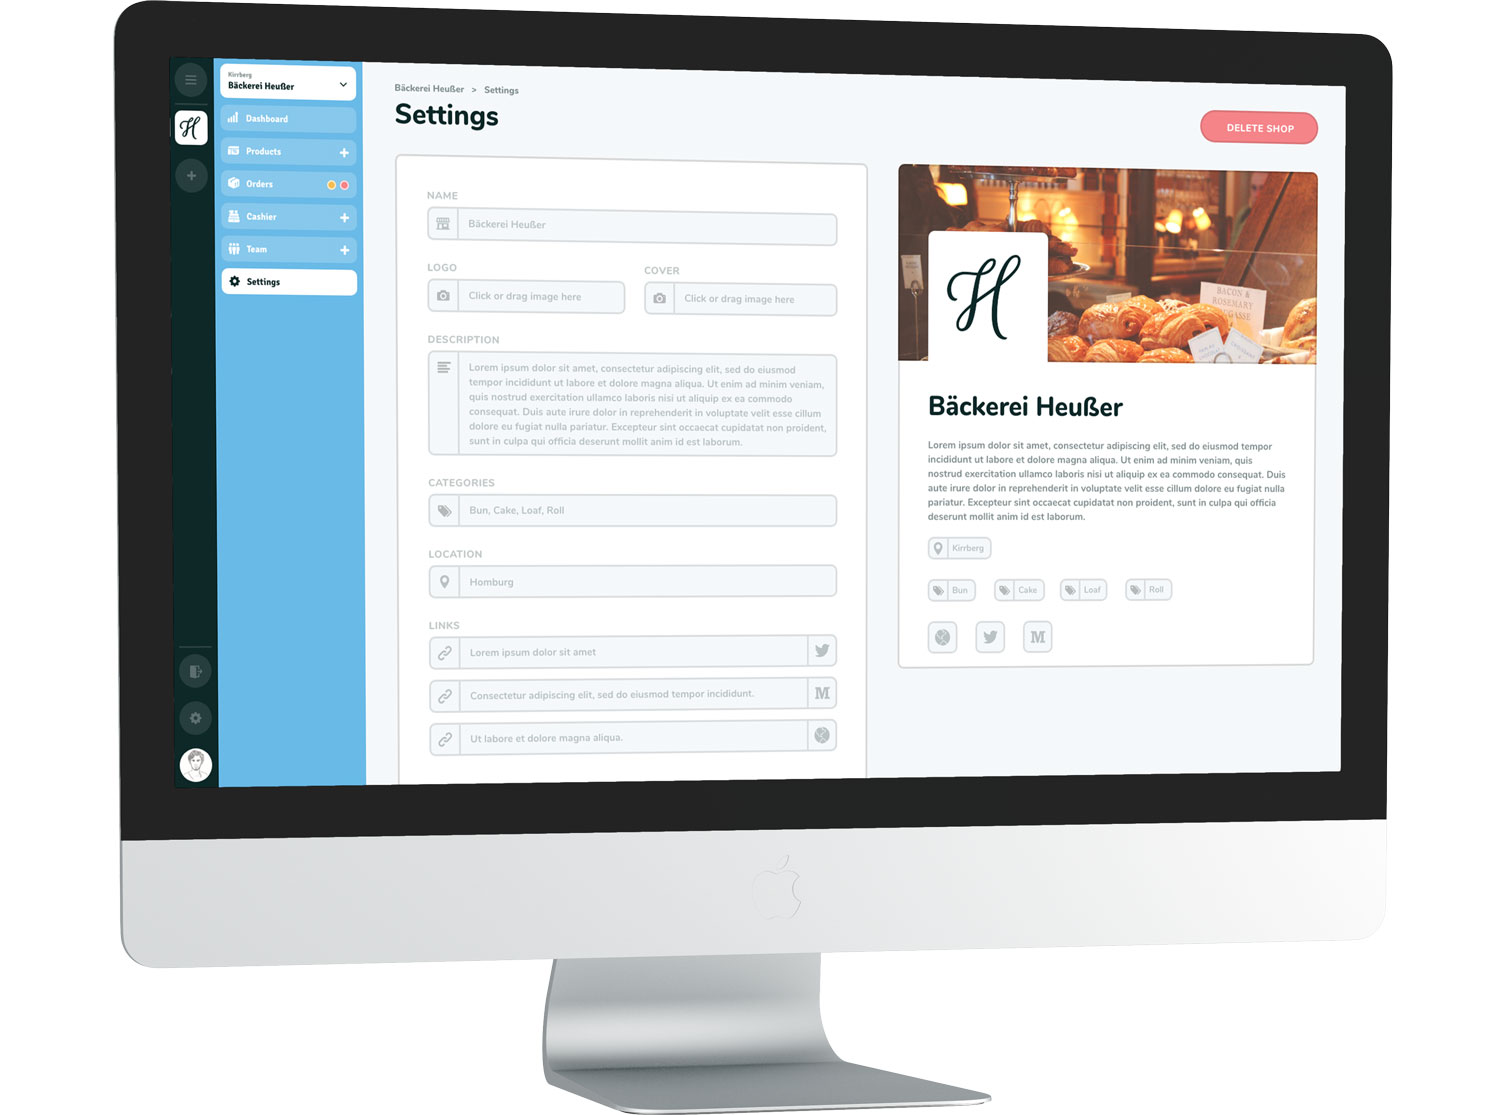 Kirrberg
Bäckerei Heußer
Dashboard
Products
Orders
Cashier
Team
Settings
Bäckerei Heußer > Settings
Settings
DELETE SHOP
NAME
Bäckerei Heußer
LOGO
Click or drag image here
COVER
Click or drag image here
DESCRIPTION
Lorem ipsum dolor sit amet, consectetur adipiscing elit, sed do eiusmod
tempor incididunt ut labore et dolore magna aliqua. Ut enim ad minim veniam,
quis nostrud exercitation ullamco laboris nisi ut aliquip ex ea commodo
consequat. Duis aute irure dolor in reprehenderit in voluptate velit esse cillum
dolore eu fugiat nulla pariatur. Excepteur sint occaecat cupidatat non proident,
sunt in culpa qui officia deserunt mollit anim id est laborum.
CATEGORIES
Bun, Cake, Loaf, Roll
LOCATION
Homburg
LINKS
Lorem ipsum dolor sit amet
Consectetur adipiscing elit, sed do eiusmod tempor incididunt.
M
Ut labore et dolore magna aliqua.
H
BACON &
ROSEMARY
Bäckerei Heußer
Lorem ipsum dolor sit amet, consectetur adipiscing elit, sed do eiusmod tempor
incididunt ut labore et dolore magna aliqua. Ut enim ad minim veniam, quis
nostrud exercitation ullamco laboris nisi ut aliquip ex ea commodo consequat. Duis
aute irure dolor in reprehenderit in voluptate velit esse cillum dolore eu fugiat nulla
pariatur. Excepteur sint occaecat cupidatat non proident, sunt in culpa qui officia
deserunt mollit anim id est laborum.
Kirrberg
Bun
Cake
Loaf
Roll
M